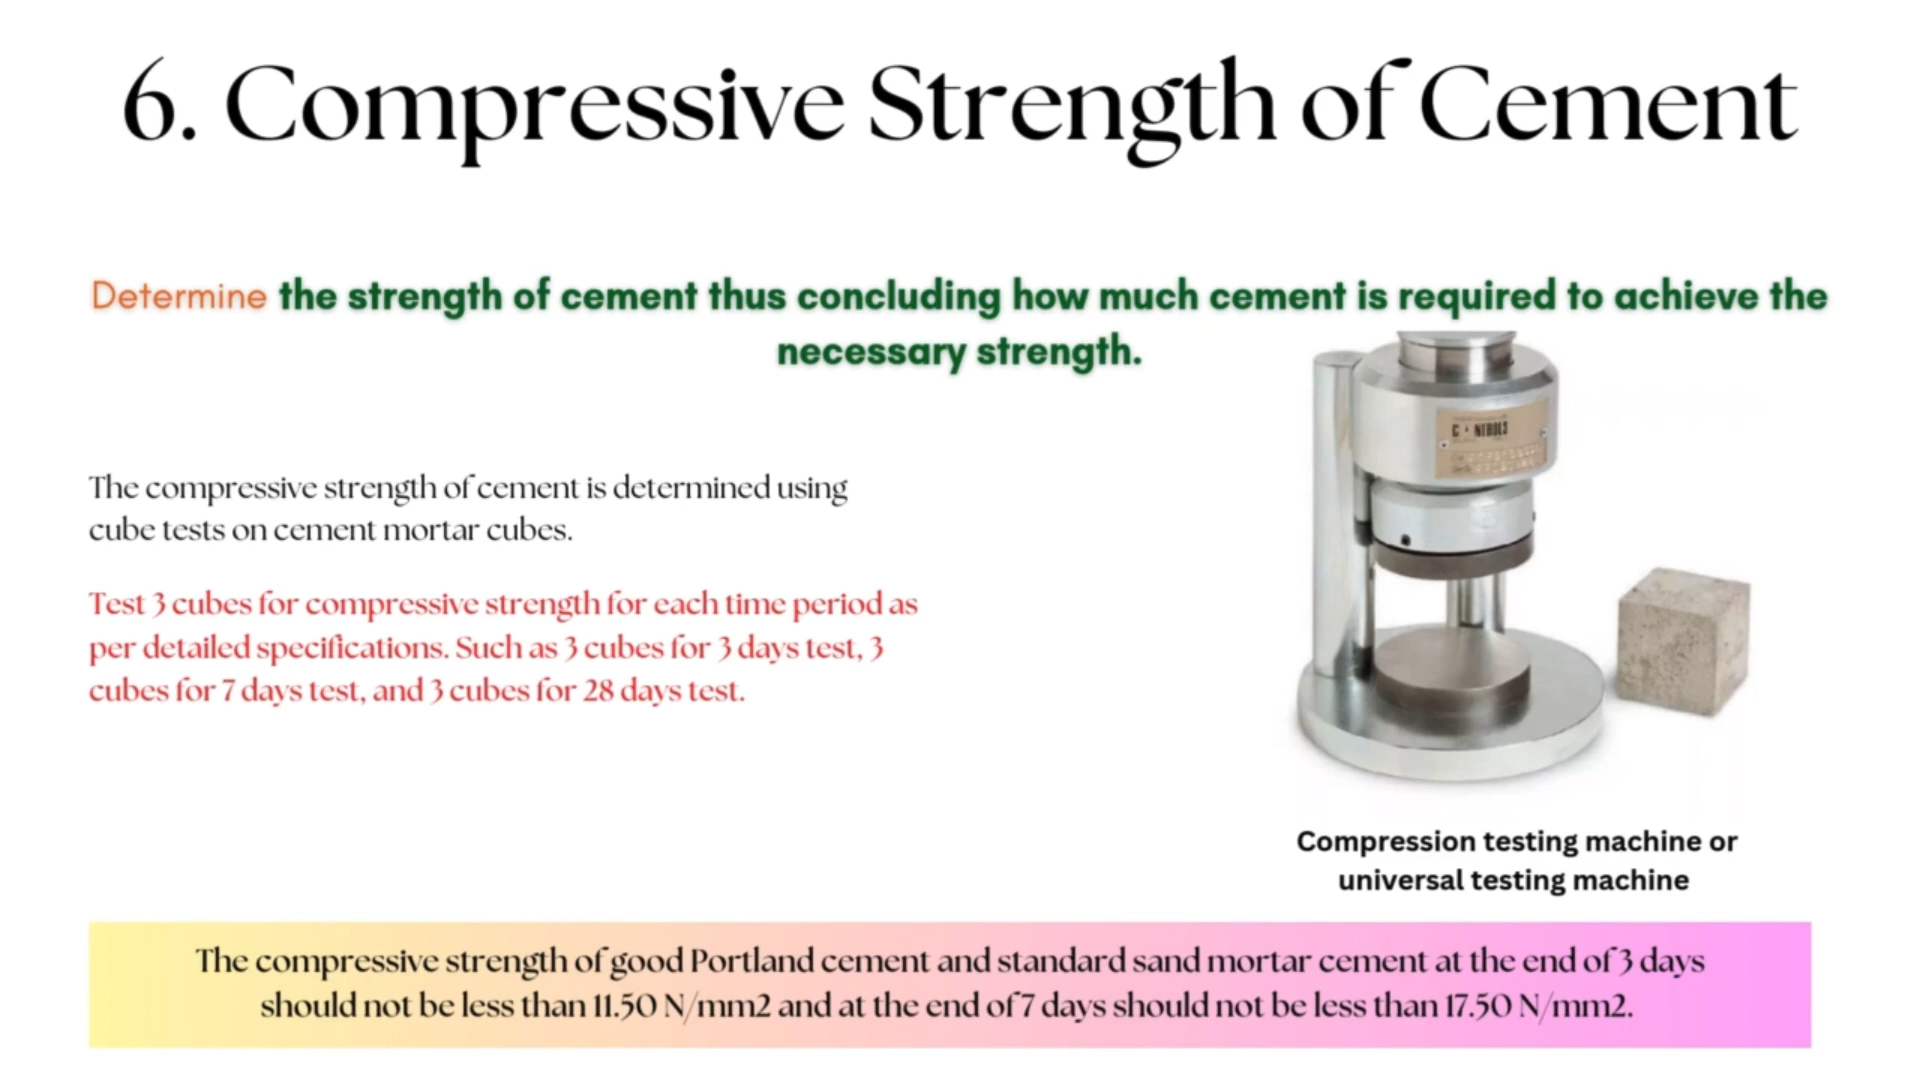 6. Compressive Strength of Cement
Determine the strength of cement thus concluding how much cement is required to achieve the
necessary strength.
The compressive strength of cement is determined using
cube tests on cement mortar cubes.
Test 3 cubes for compressive strength for each time period as
per detailed specifications. Such as 3 cubes for 3 days test, 3
cubes for 7 days test, and 3 cubes for 28 days test.
Compression testing machine or
universal testing machine
The compressive strength of good Portland cement and standard sand mortar cement at the end of 3 days
should not be less than 11.50 N/mm2 and at the end of 7 days should not be less than 17.50 N/mm2.